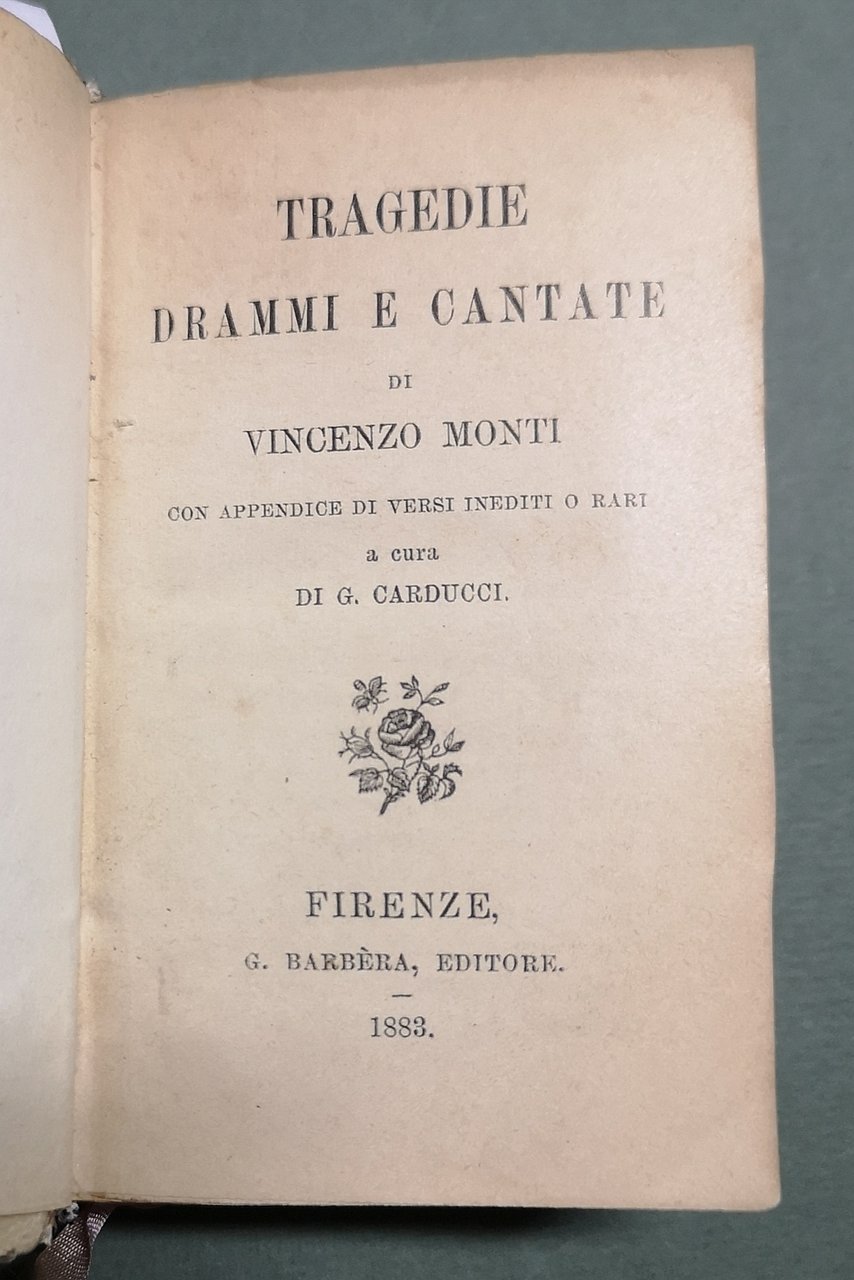 TRAGEDIE
DRAMMI E CANTATE
DI
VINCENZO MONTI
CON APPENDICE DI VERSI INEDITI O RARI
a cura
DI G. CARDUCCI.
FIRENZE,
G. BARBÈRA, EDITORE.
—
1883.